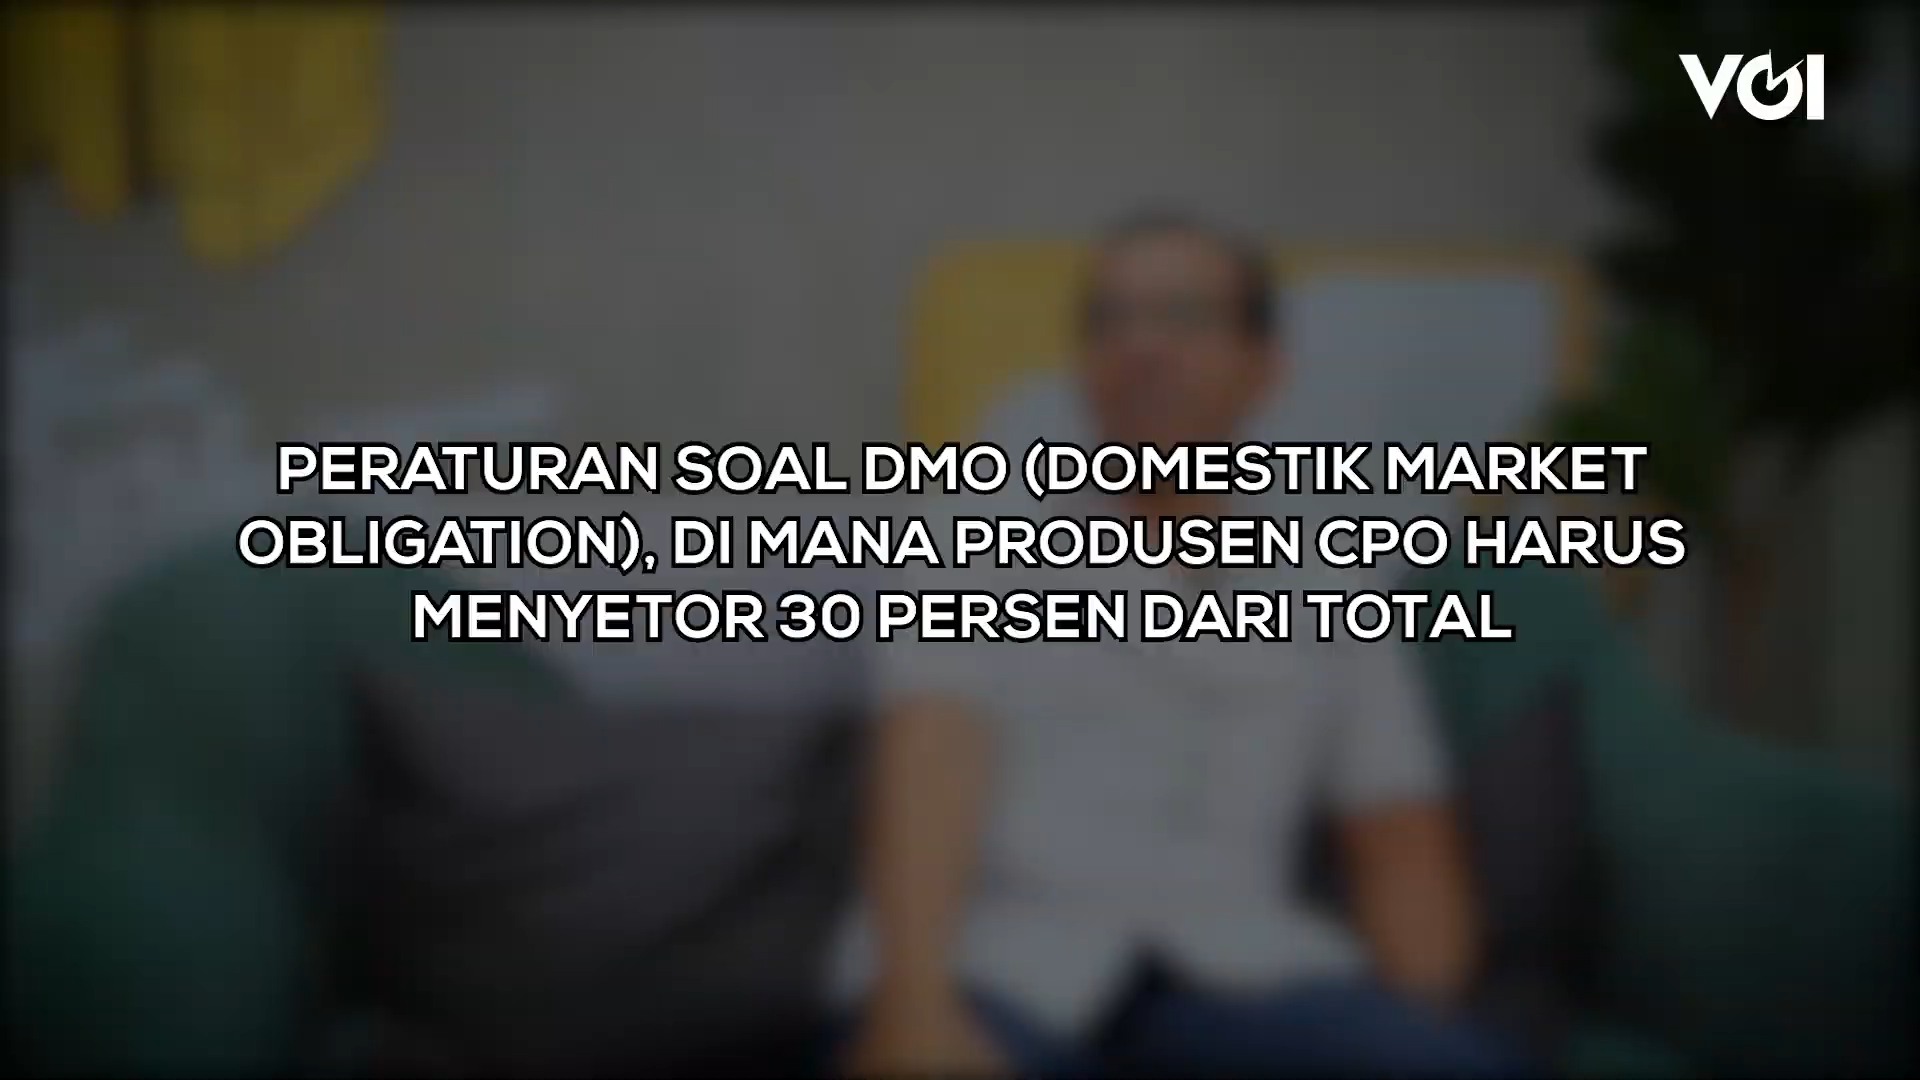 VOI
PERATURAN SOAL DMO (DOMESTIK MARKET
OBLIGATION), DI MANA PRODUSEN CPO HARUS
MENYETOR 30 PERSEN DARI TOTAL